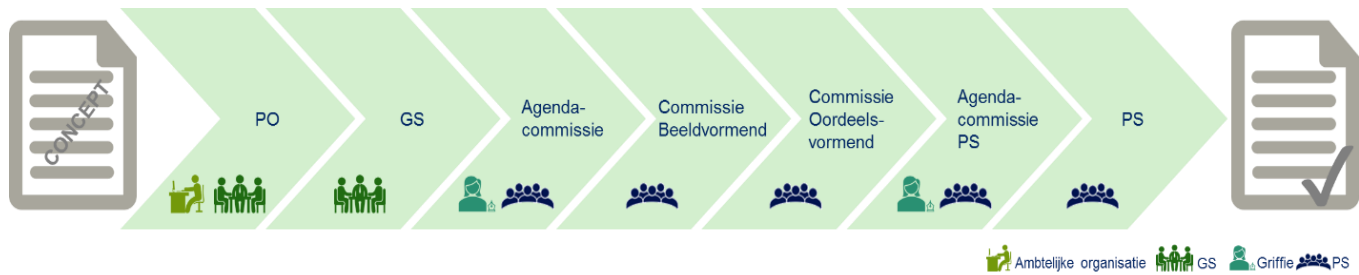 CONCEPT
PO
GS
Agenda-
commissie
Commissie
Beeldvormend
Commissie
Oordeels-
vormend
Agenda-
commissie
PS
PS
Ambtelijke organisatie GS Griffie PS